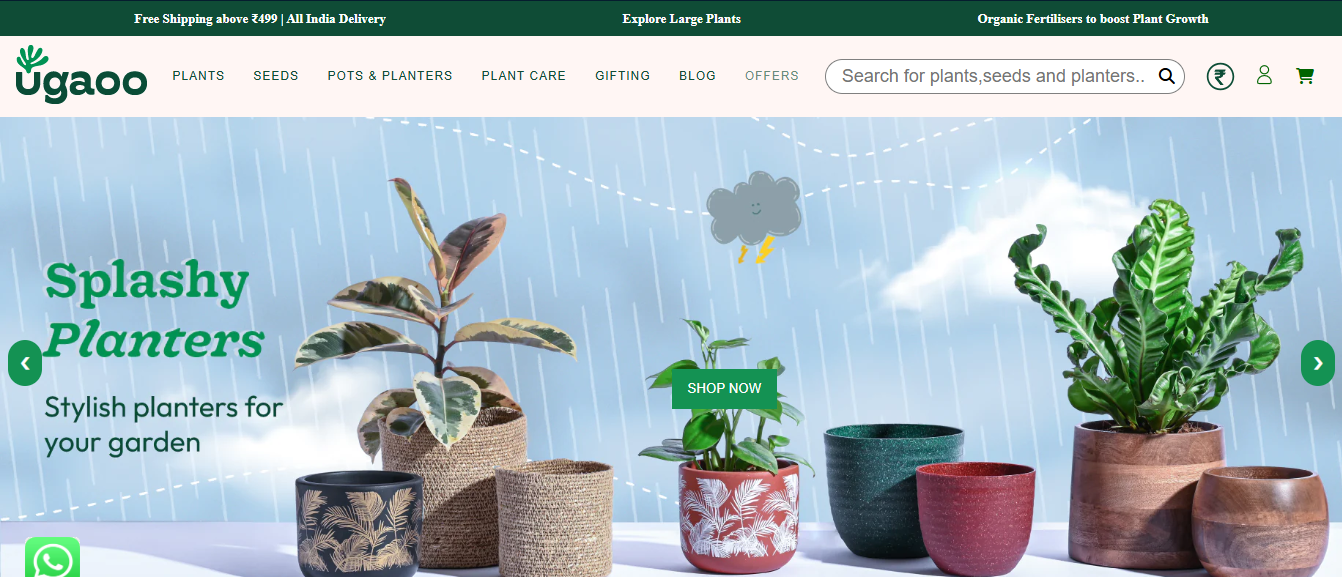 Free Shipping above ₹499 | All India Delivery
Explore Large Plants
Organic Fertilisers to boost Plant Growth
ugaoo
PLANTS
SEEDS
POTS & PLANTERS
PLANT CARE
GIFTING
BLOG
OFFERS
Search for plants,seeds and planters..
₹
Splashy
Planters
Stylish planters for
your garden
SHOP NOW